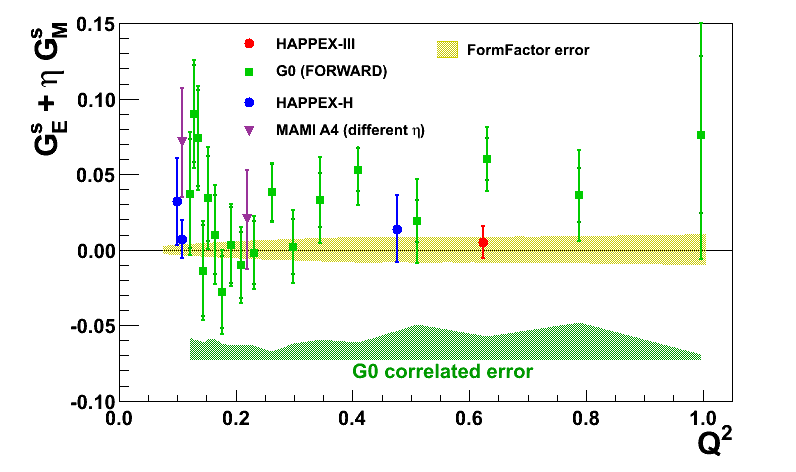 G^s_E + η G^s_M
0.15
0.10
0.05
0.00
-0.05
-0.10
HAPPEX-III
G0 (FORWARD)
HAPPEX-H
MAMI A4 (different η)
FormFactor error
G0 correlated error
0.0 0.2 0.4 0.6 0.8 1.0
Q²